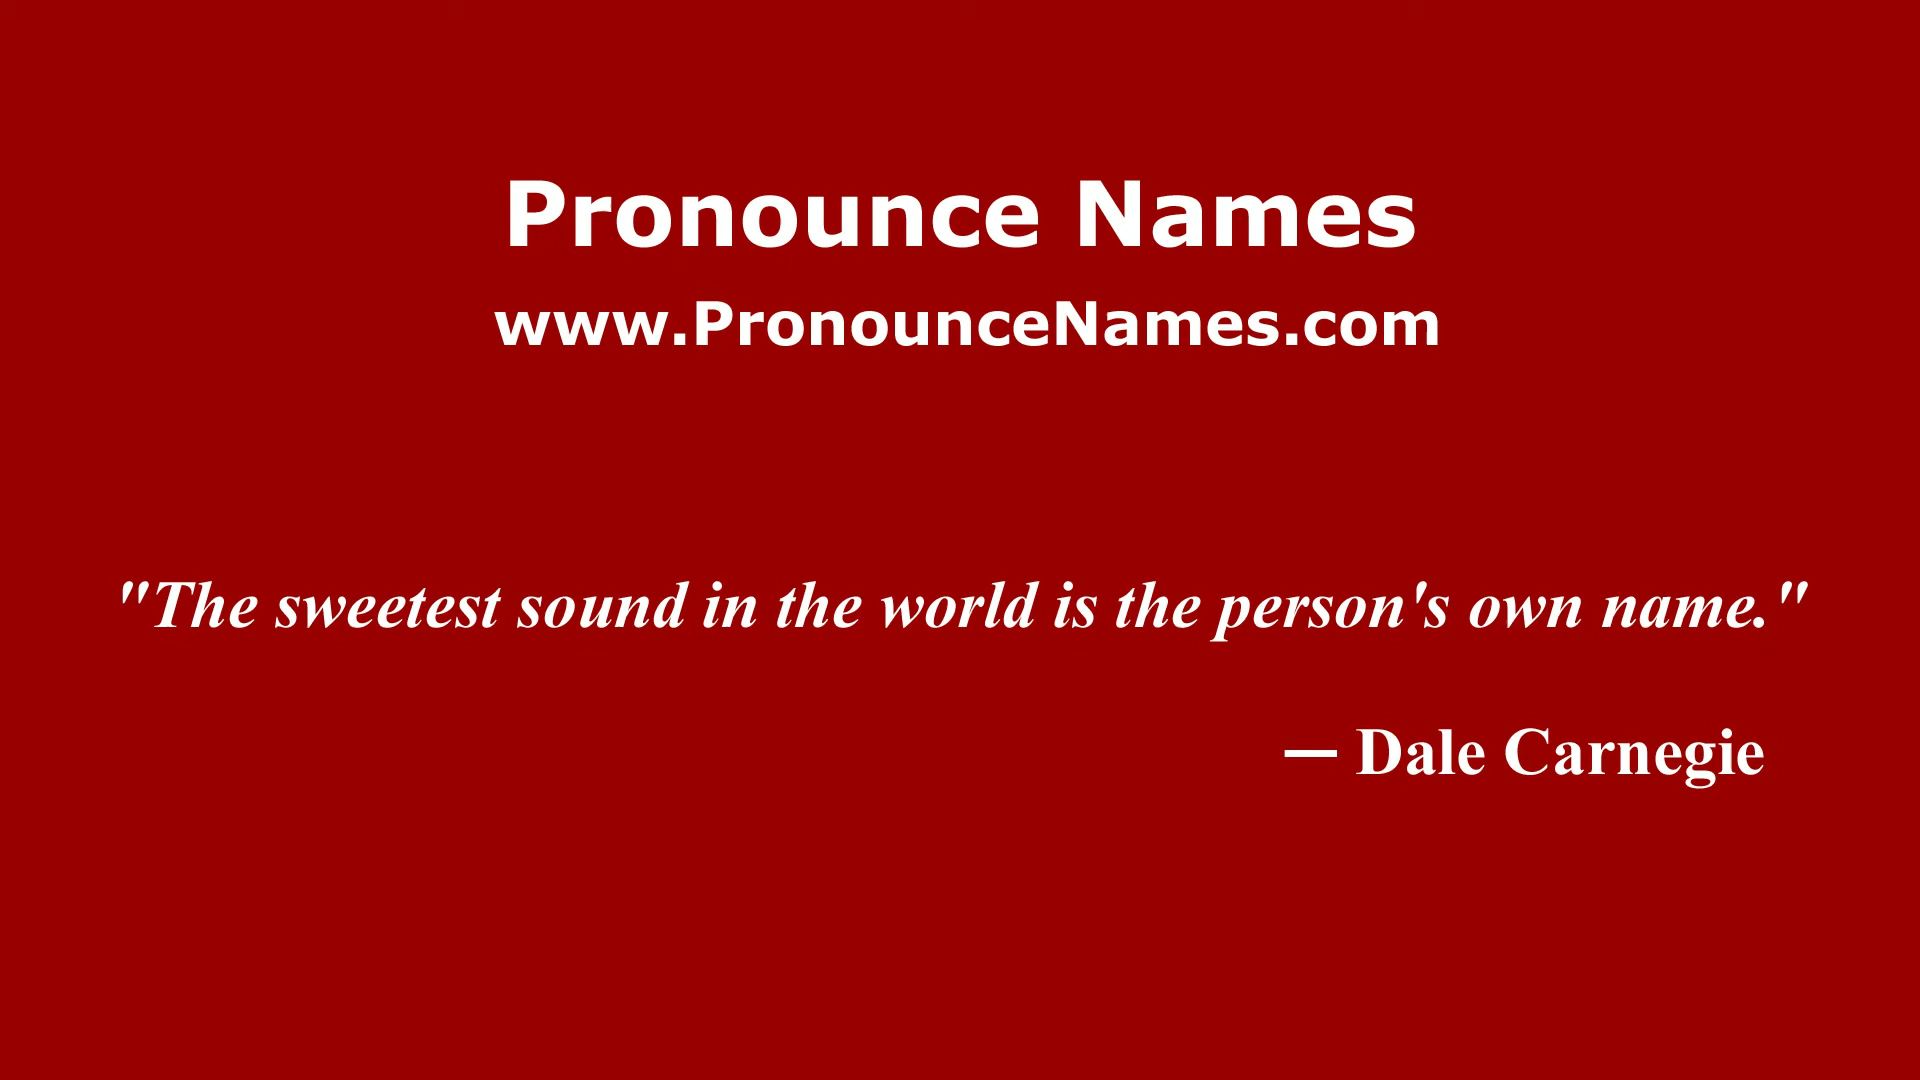 Pronounce Names
www.PronounceNames.com
"The sweetest sound in the world is the person's own name."
— Dale Carnegie